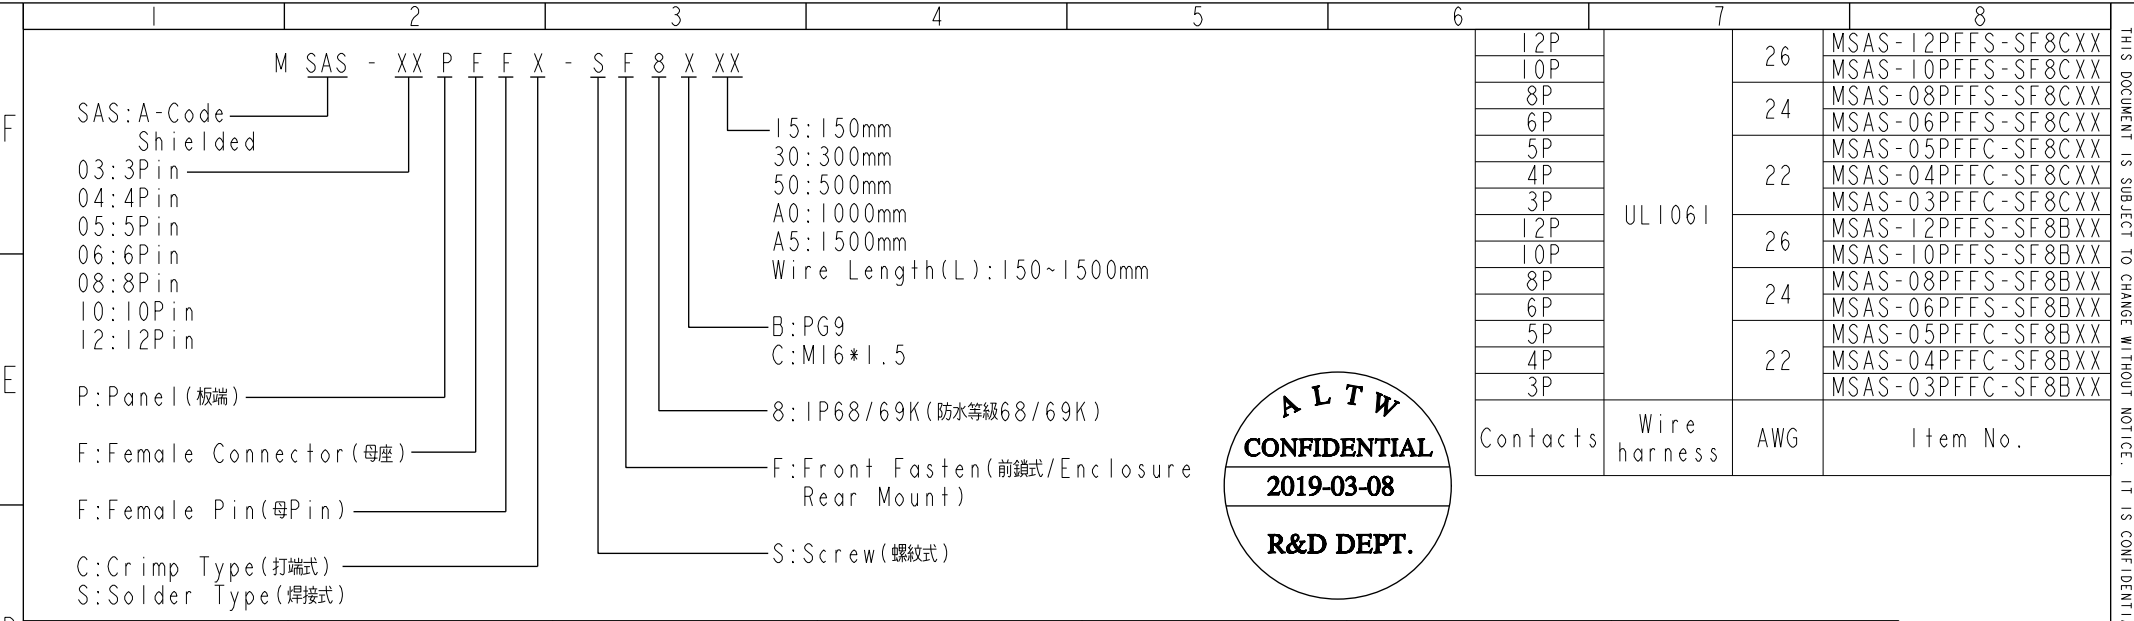 1 2 3 4 5 6 7 8
F
E
M SAS - XX P F F X - S F 8 X XX
SAS:A-Code
Shielded
03:3Pin
04:4Pin
05:5Pin
06:6Pin
08:8Pin
10:10Pin
12:12Pin
P:Panel(板端)
F:Female Connector(母座)
F:Female Pin(母Pin)
C:Crimp Type(打端式)
S:Solder Type(焊接式)
15:150mm
30:300mm
50:500mm
A0:1000mm
A5:1500mm
Wire Length(L):150~1500mm
B:PG9
C:M16*1.5
8:IP68/69K(防水等級68/69K)
F:Front Fasten(前鎖式/Enclosure
Rear Mount)
S:Screw(螺紋式)
ALTW
CONFIDENTIAL
2019-03-08
R&D DEPT.
12P UL1061 26 MSAS-12PFFS-SF8CXX
10P MSAS-10PFFS-SF8CXX
8P 24 MSAS-08PFFS-SF8CXX
6P MSAS-06PFFS-SF8CXX
5P 22 MSAS-05PFFC-SF8CXX
4P MSAS-04PFFC-SF8CXX
3P MSAS-03PFFC-SF8CXX
12P 26 MSAS-12PFFS-SF8BXX
10P MSAS-10PFFS-SF8BXX
8P 24 MSAS-08PFFS-SF8BXX
6P MSAS-06PFFS-SF8BXX
5P 22 MSAS-05PFFC-SF8BXX
4P MSAS-04PFFC-SF8BXX
3P MSAS-03PFFC-SF8BXX
Contacts Wire harness AWG Item No.
THIS DOCUMENT IS SUBJECT TO CHANGE WITHOUT NOTICE. IT IS